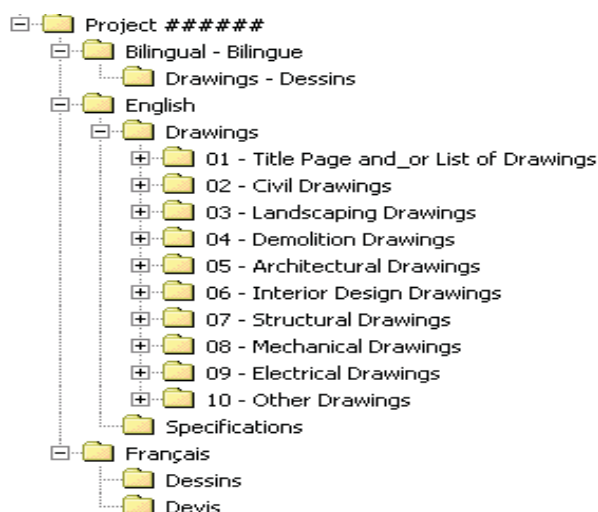 Project ######
Bilingual - Bilingue
Drawings - Dessins
English
Drawings
01 - Title Page and_or List of Drawings
02 - Civil Drawings
03 - Landscaping Drawings
04 - Demolition Drawings
05 - Architectural Drawings
06 - Interior Design Drawings
07 - Structural Drawings
08 - Mechanical Drawings
09 - Electrical Drawings
10 - Other Drawings
Specifications
Français
Dessins
Devis